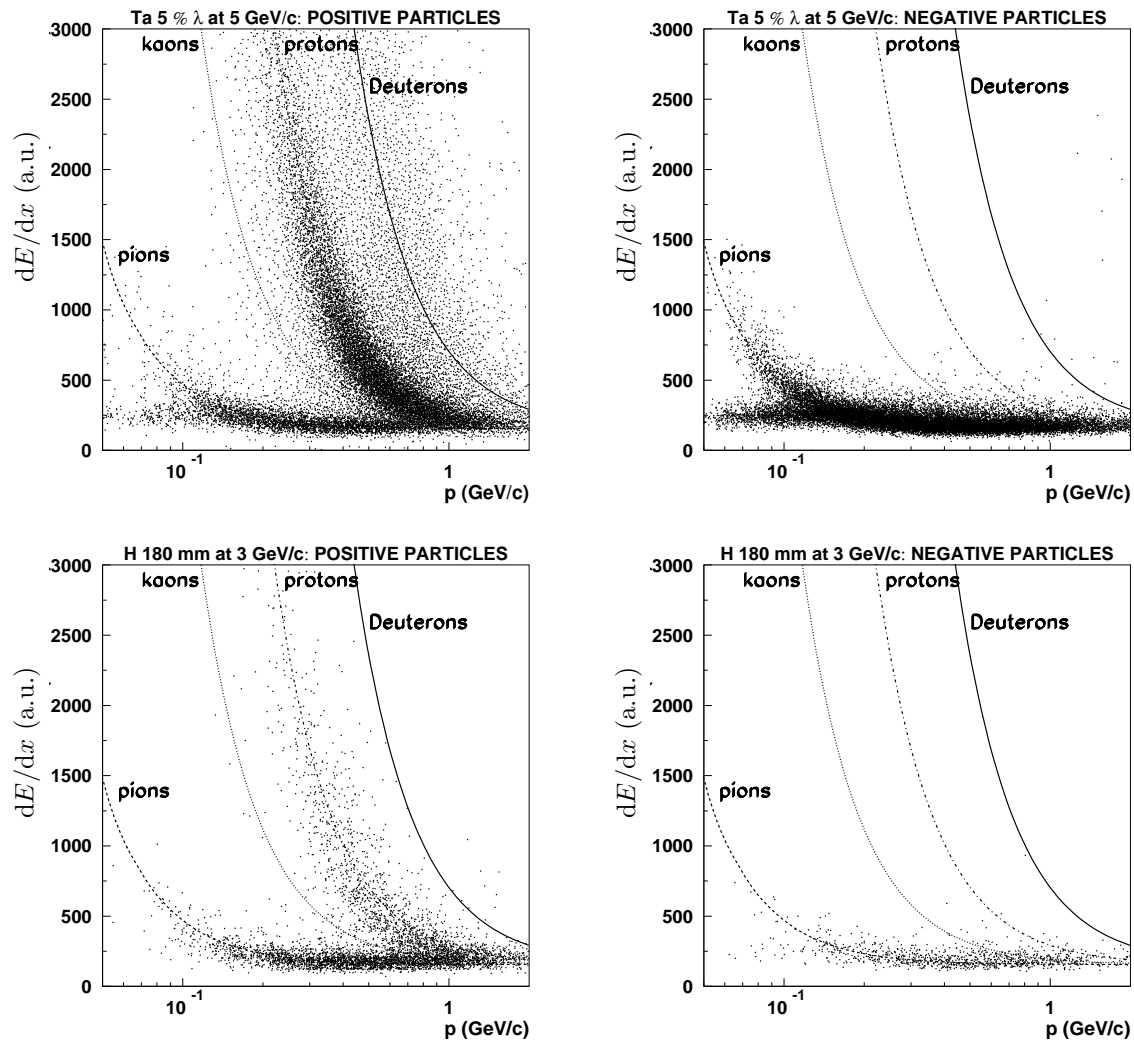 Ta 5 % λ at 5 GeV/c: POSITIVE PARTICLES
3000
2500
2000
1500
1000
500
0
dE/dx (a.u.)
kaons
protons
Deuterons
pions
10⁻¹
1
p (GeV/c)
Ta 5 % λ at 5 GeV/c: NEGATIVE PARTICLES
3000
2500
2000
1500
1000
500
0
dE/dx (a.u.)
kaons
protons
Deuterons
pions
10⁻¹
1
p (GeV/c)
H 180 mm at 3 GeV/c: POSITIVE PARTICLES
3000
2500
2000
1500
1000
500
0
dE/dx (a.u.)
kaons
protons
Deuterons
pions
10⁻¹
1
p (GeV/c)
H 180 mm at 3 GeV/c: NEGATIVE PARTICLES
3000
2500
2000
1500
1000
500
0
dE/dx (a.u.)
kaons
protons
Deuterons
pions
10⁻¹
1
p (GeV/c)